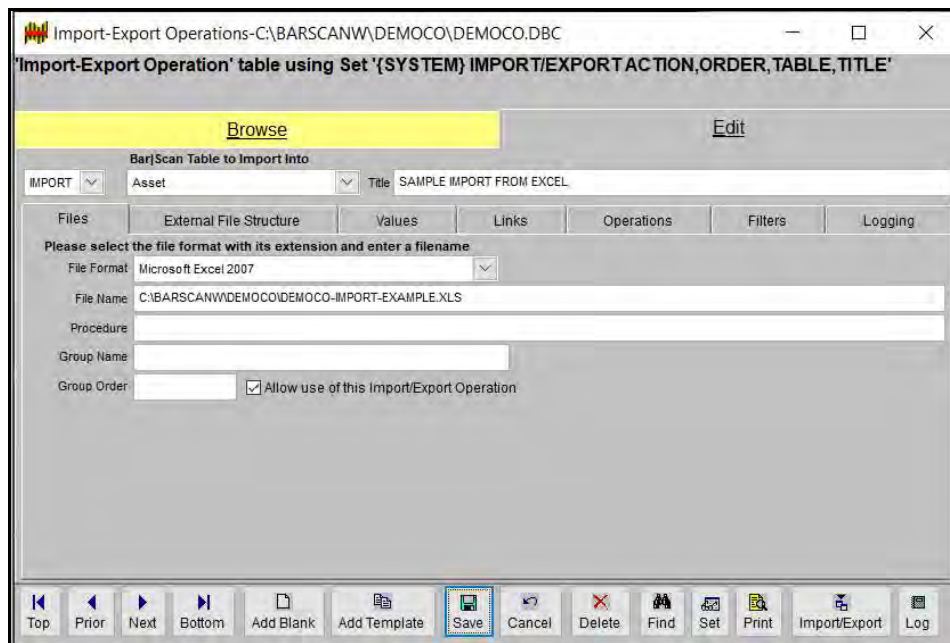 Import-Export Operations-C:\BARSCANW\DEMOCO\DEMOCO.DBC
'Import-Export Operation' table using Set '{SYSTEM} IMPORT/EXPORT ACTION,ORDER,TABLE,TITLE'
Browse Edit
Bar|Scan Table to Import Into
IMPORT Asset Title SAMPLE IMPORT FROM EXCEL
Files External File Structure Values Links Operations Filters Logging
Please select the file format with its extension and enter a filename
File Format Microsoft Excel 2007
File Name C:\BARSCANW\DEMOCO\DEMOCO-IMPORT-EXAMPLE.XLS
Procedure
Group Name
Group Order Allow use of this Import/Export Operation
Top Prior Next Bottom Add Blank Add Template Save Cancel Delete Find Set Print Import/Export Log